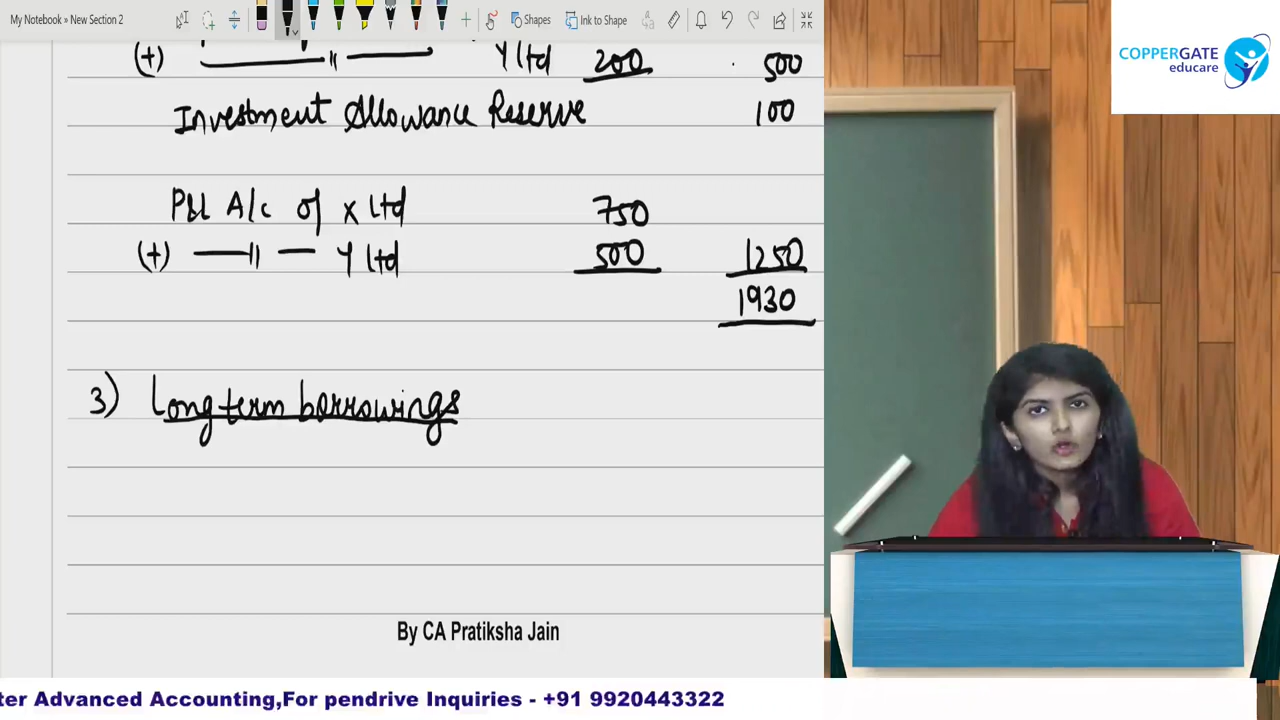 My Notebook » New Section 2
Shapes
Ink to Shape
COPPERGATE
educare
(+) — 11 — Y Ltd 200 500
Investment Allowance Reserve 100
P&L A/c of X Ltd 750
(+) — 11 — Y Ltd 500 1250
1930
3) Long term borrowings
By CA Pratiksha Jain
ter Advanced Accounting,For pendrive Inquiries - +91 9920443322